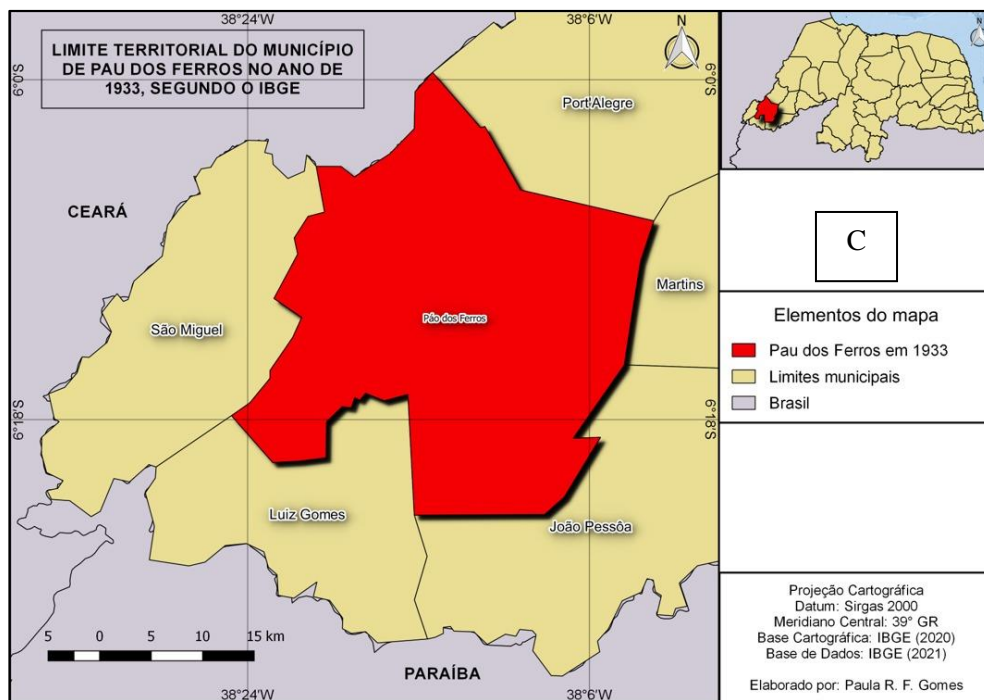 38°24'W
38°6'W
LIMITE TERRITORIAL DO MUNICÍPIO
DE PAU DOS FERROS NO ANO DE
1933, SEGUNDO O IBGE
N
N
6°0'S
6°0'S
Port'Alegre
CEARÁ
C
Martins
São Miguel
Páo dos Ferros
Elementos do mapa
Pau dos Ferros em 1933
Limites municipais
Brasil
6°18'S
6°18'S
Luiz Gomes
João Pessôa
5 0 5 10 15 km
PARAÍBA
38°24'W
38°6'W
Projeção Cartográfica
Datum: Sirgas 2000
Meridiano Central: 39° GR
Base Cartográfica: IBGE (2020)
Base de Dados: IBGE (2021)
Elaborado por: Paula R. F. Gomes